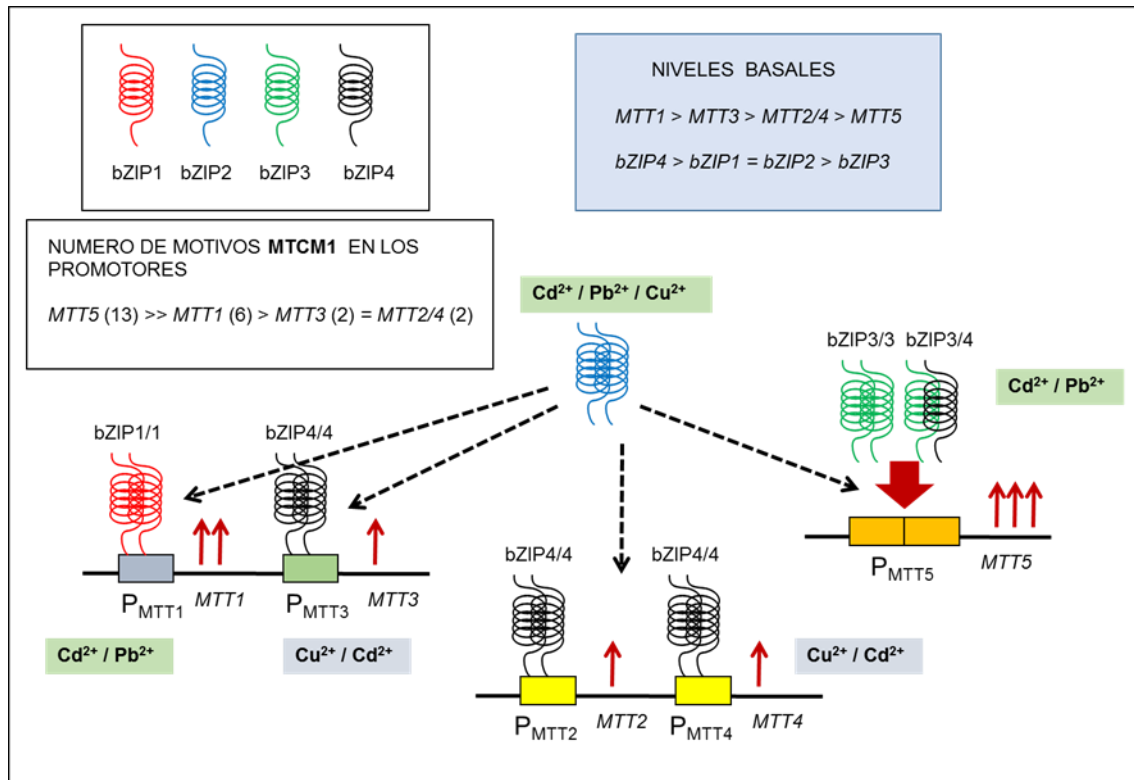 bZIP1 bZIP2 bZIP3 bZIP4
NIVELES BASALES
MTT1 > MTT3 > MTT2/4 > MTT5
bZIP4 > bZIP1 = bZIP2 > bZIP3
NUMERO DE MOTIVOS MTCM1 EN LOS
PROMOTORES
MTT5 (13) >> MTT1 (6) > MTT3 (2) = MTT2/4 (2)
Cd²⁺ / Pb²⁺ / Cu²⁺
bZIP3/3 bZIP3/4
Cd²⁺ / Pb²⁺
bZIP1/1
bZIP4/4
PMTT1
MTT1
PMTT3
MTT3
PMTT5
MTT5
bZIP4/4
bZIP4/4
Cd²⁺ / Pb²⁺
Cu²⁺ / Cd²⁺
Cu²⁺ / Cd²⁺
PMTT2
MTT2
PMTT4
MTT4